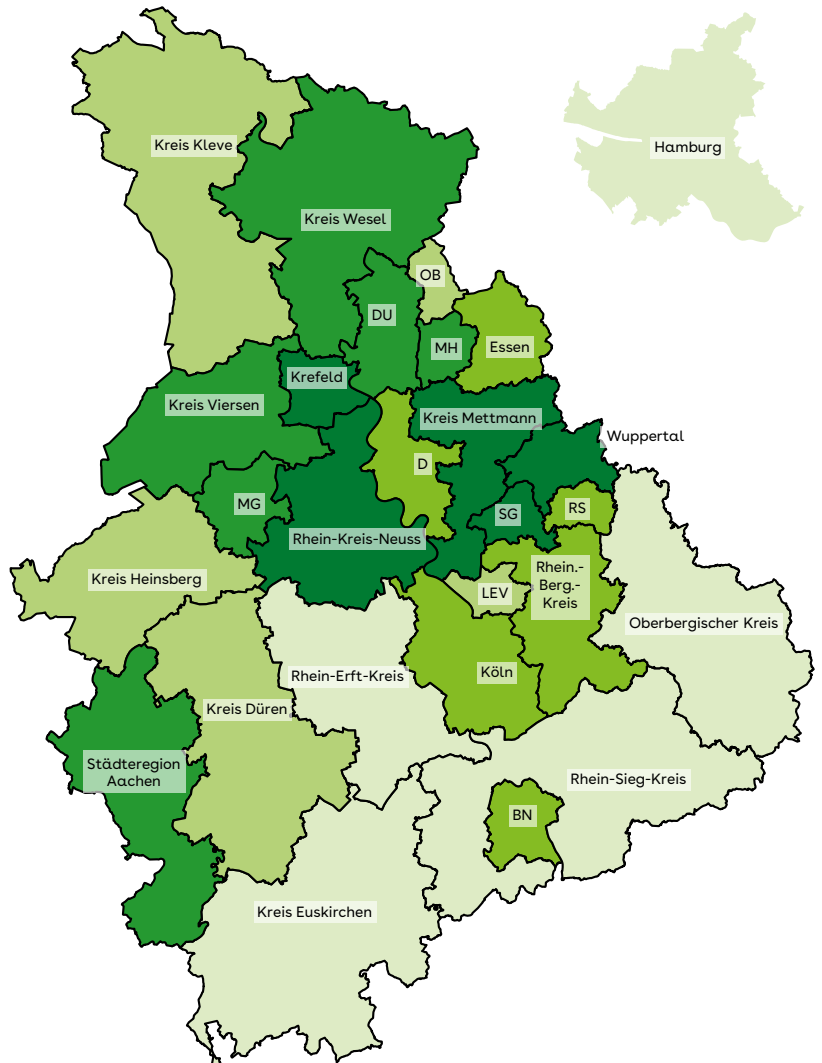 Kreis Kleve
Hamburg
Kreis Wesel
OB
DU
MH
Essen
Krefeld
Kreis Viersen
Kreis Mettmann
Wuppertal
D
MG
SG
RS
Rhein-Kreis-Neuss
Kreis Heinsberg
LEV
Rhein.-
Berg.-
Kreis
Oberbergischer Kreis
Rhein-Erft-Kreis
Köln
Kreis Düren
Städteregion
Aachen
Rhein-Sieg-Kreis
BN
Kreis Euskirchen